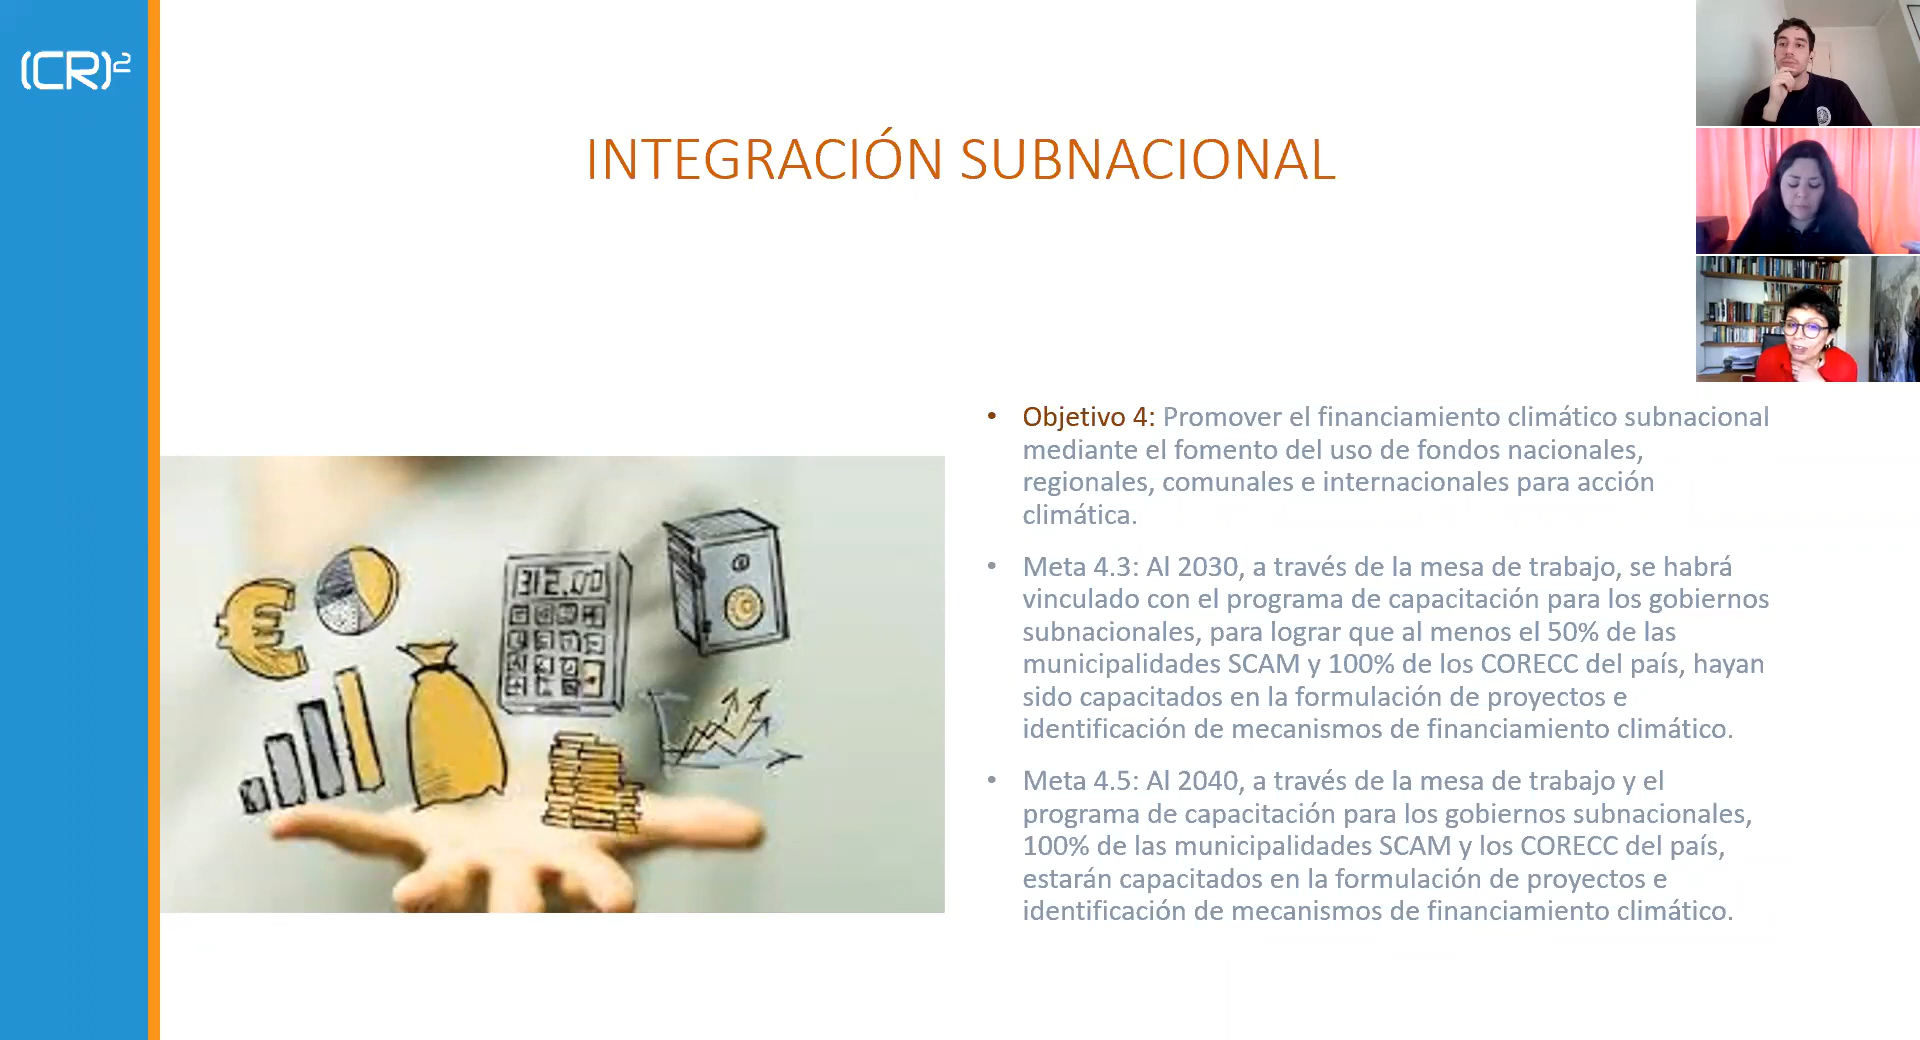 (CR)²
INTEGRACIÓN SUBNACIONAL
• Objetivo 4: Promover el financiamiento climático subnacional
mediante el fomento del uso de fondos nacionales,
regionales, comunales e internacionales para acción
climática.
• Meta 4.3: Al 2030, a través de la mesa de trabajo, se habrá
vinculado con el programa de capacitación para los gobiernos
subnacionales, para lograr que al menos el 50% de las
municipalidades SCAM y 100% de los CORECC del país, hayan
sido capacitados en la formulación de proyectos e
identificación de mecanismos de financiamiento climático.
• Meta 4.5: Al 2040, a través de la mesa de trabajo y el
programa de capacitación para los gobiernos subnacionales,
100% de las municipalidades SCAM y los CORECC del país,
estarán capacitados en la formulación de proyectos e
identificación de mecanismos de financiamiento climático.
312.00